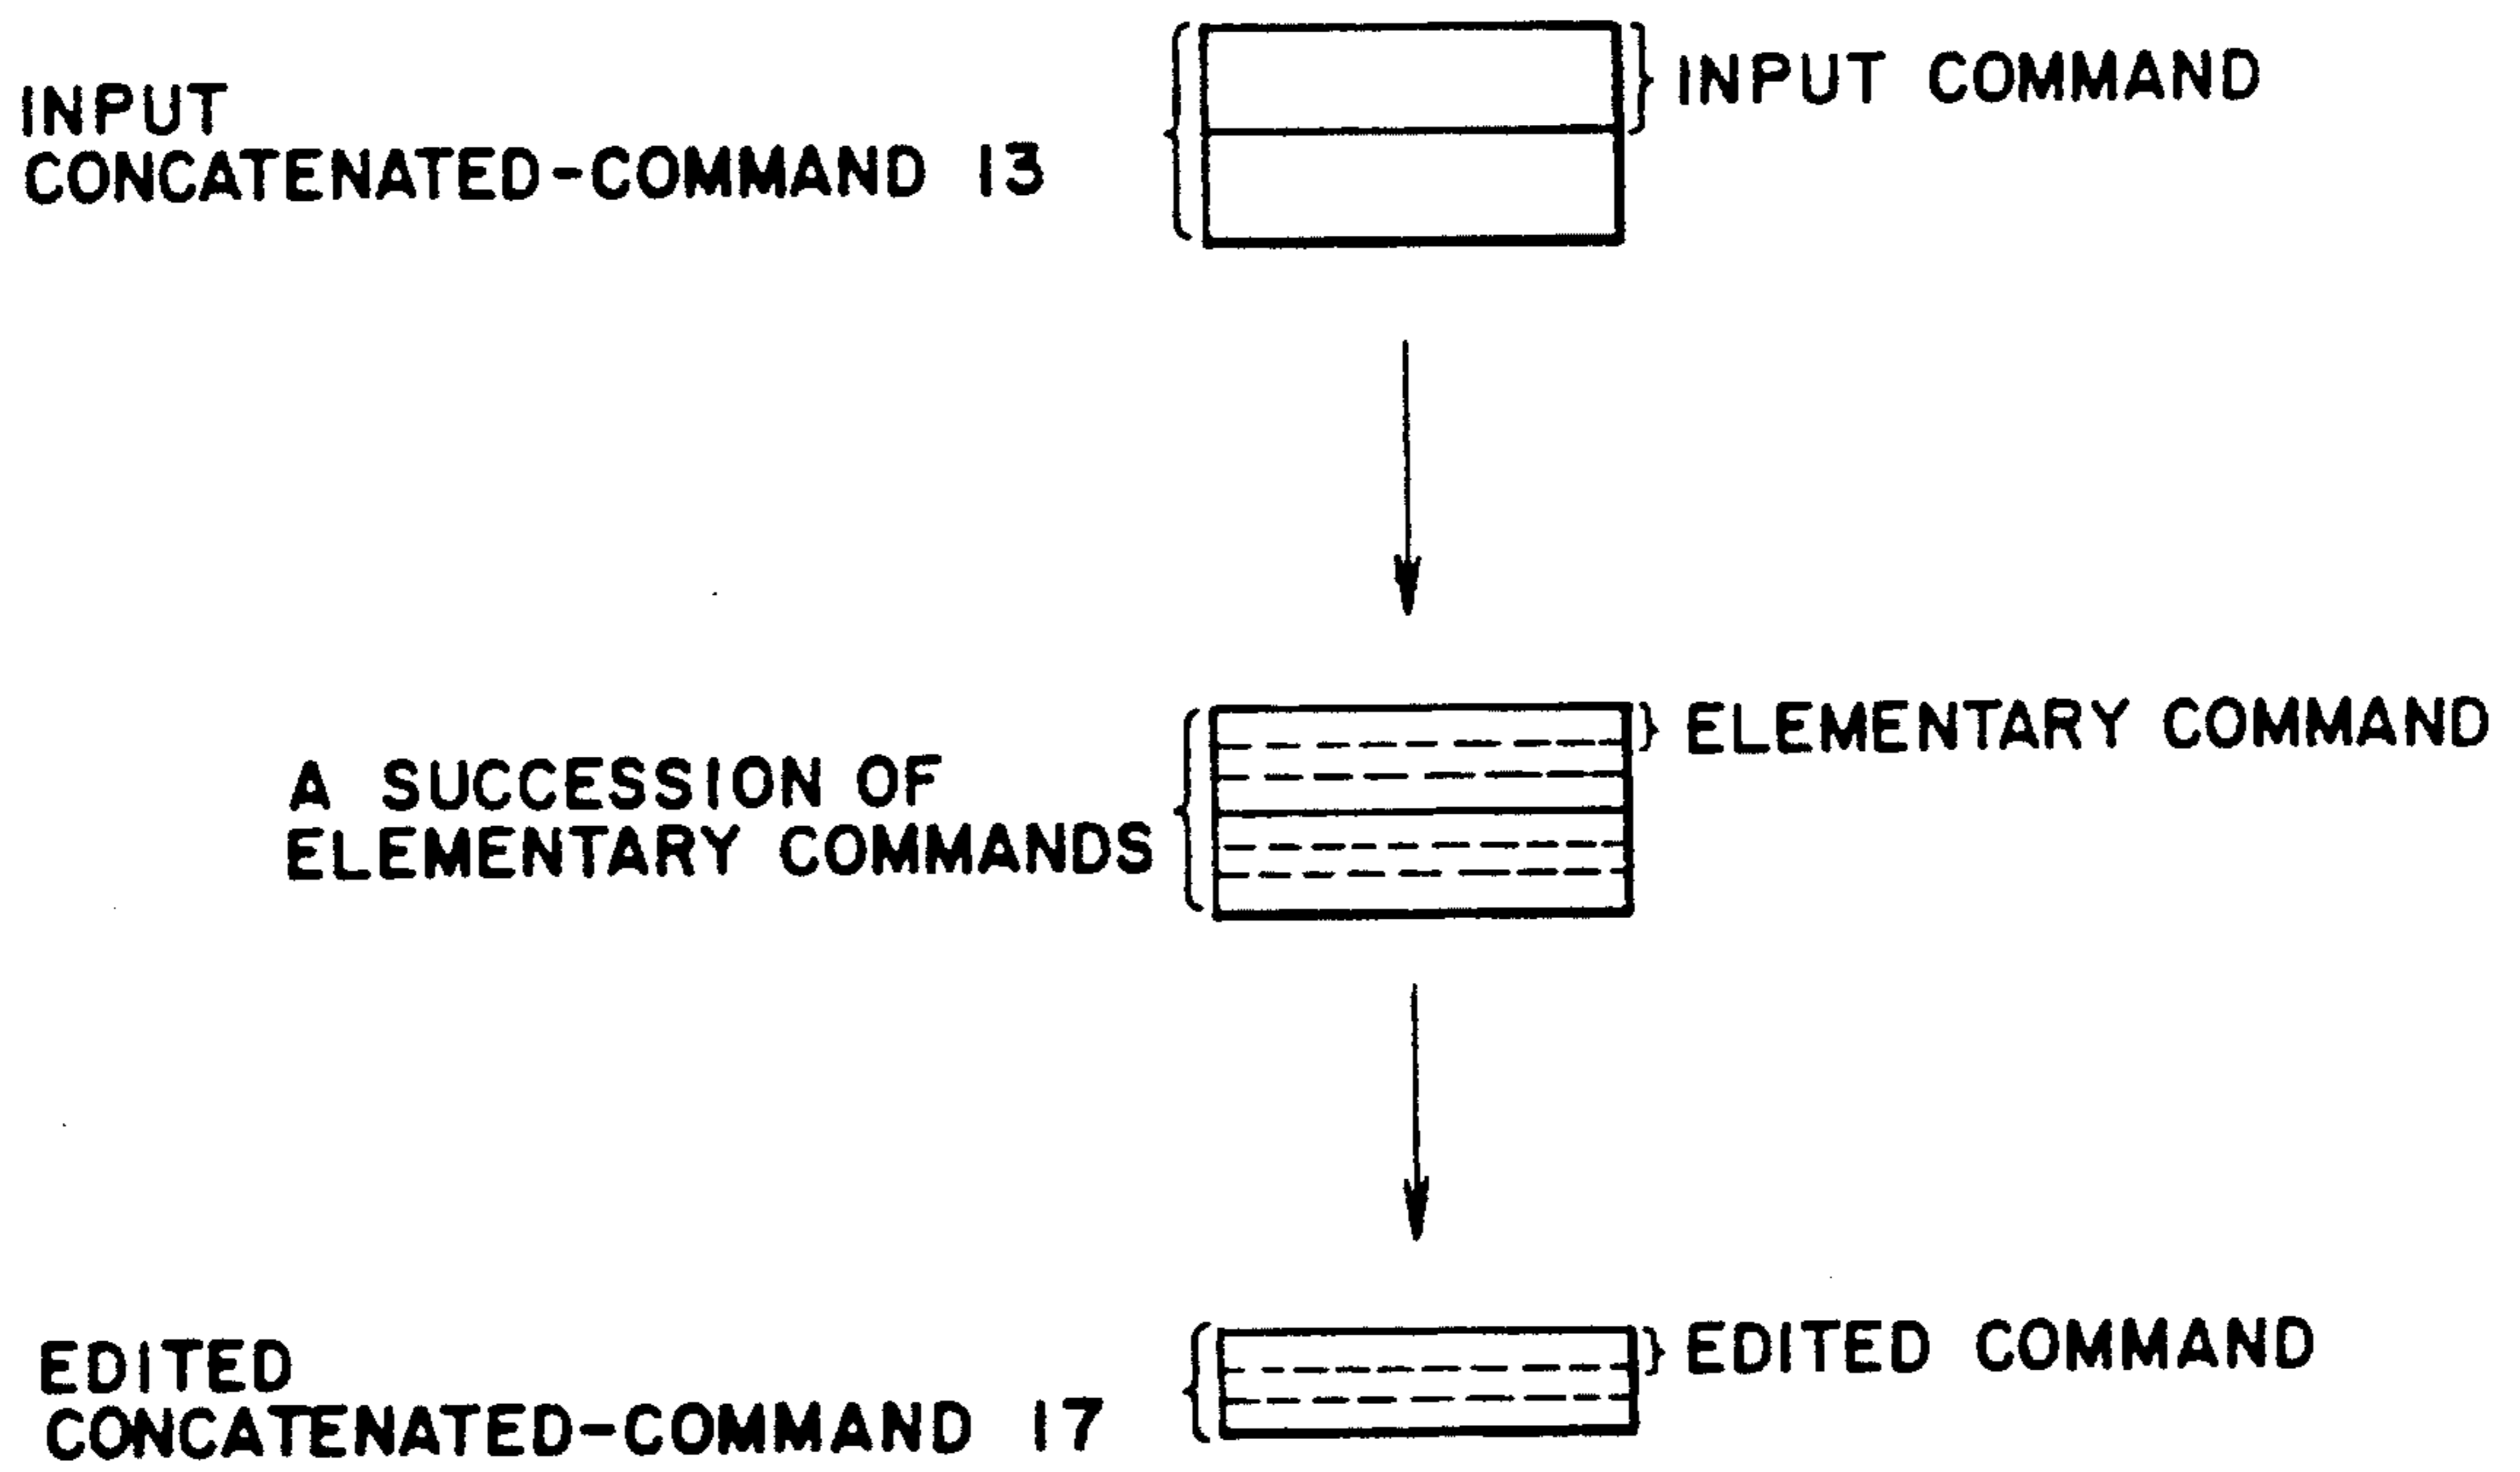 INPUT
CONCATENATED-COMMAND 13
INPUT COMMAND
A SUCCESSION OF
ELEMENTARY COMMANDS
ELEMENTARY COMMAND
EDITED
CONCATENATED-COMMAND 17
EDITED COMMAND